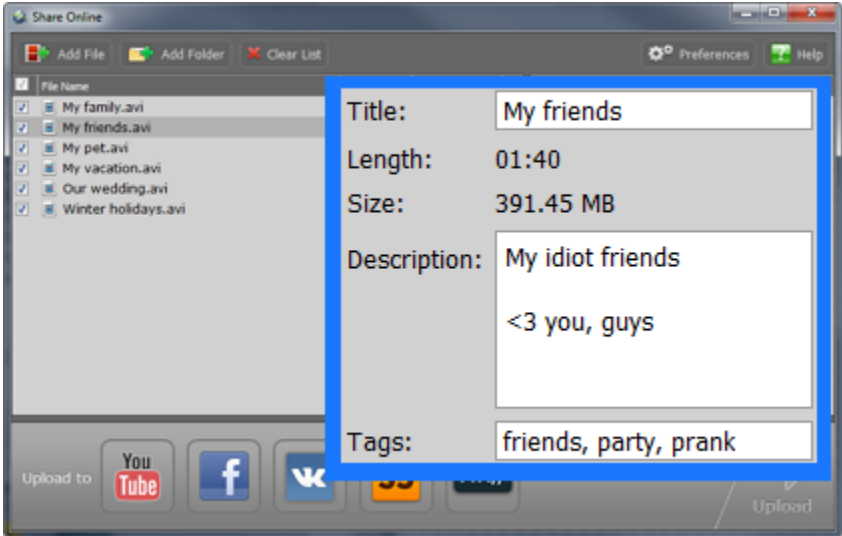 Share Online
Add File Add Folder Clear List Preferences Help
File Name
My family.avi
My friends.avi
My pet.avi
My vacation.avi
Our wedding.avi
Winter holidays.avi
Title: My friends
Length: 01:40
Size: 391.45 MB
Description: My idiot friends
<3 you, guys
Tags: friends, party, prank
Upload to You Tube f Upload